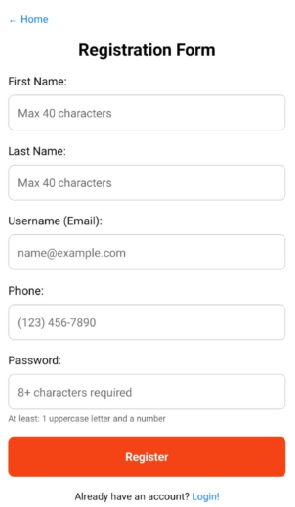 ← Home
Registration Form
First Name:
Max 40 characters
Last Name:
Max 40 characters
Username (Email):
name@example.com
Phone:
(123) 456-7890
Password:
8+ characters required
At least: 1 uppercase letter and a number
Register
Already have an account? Login!